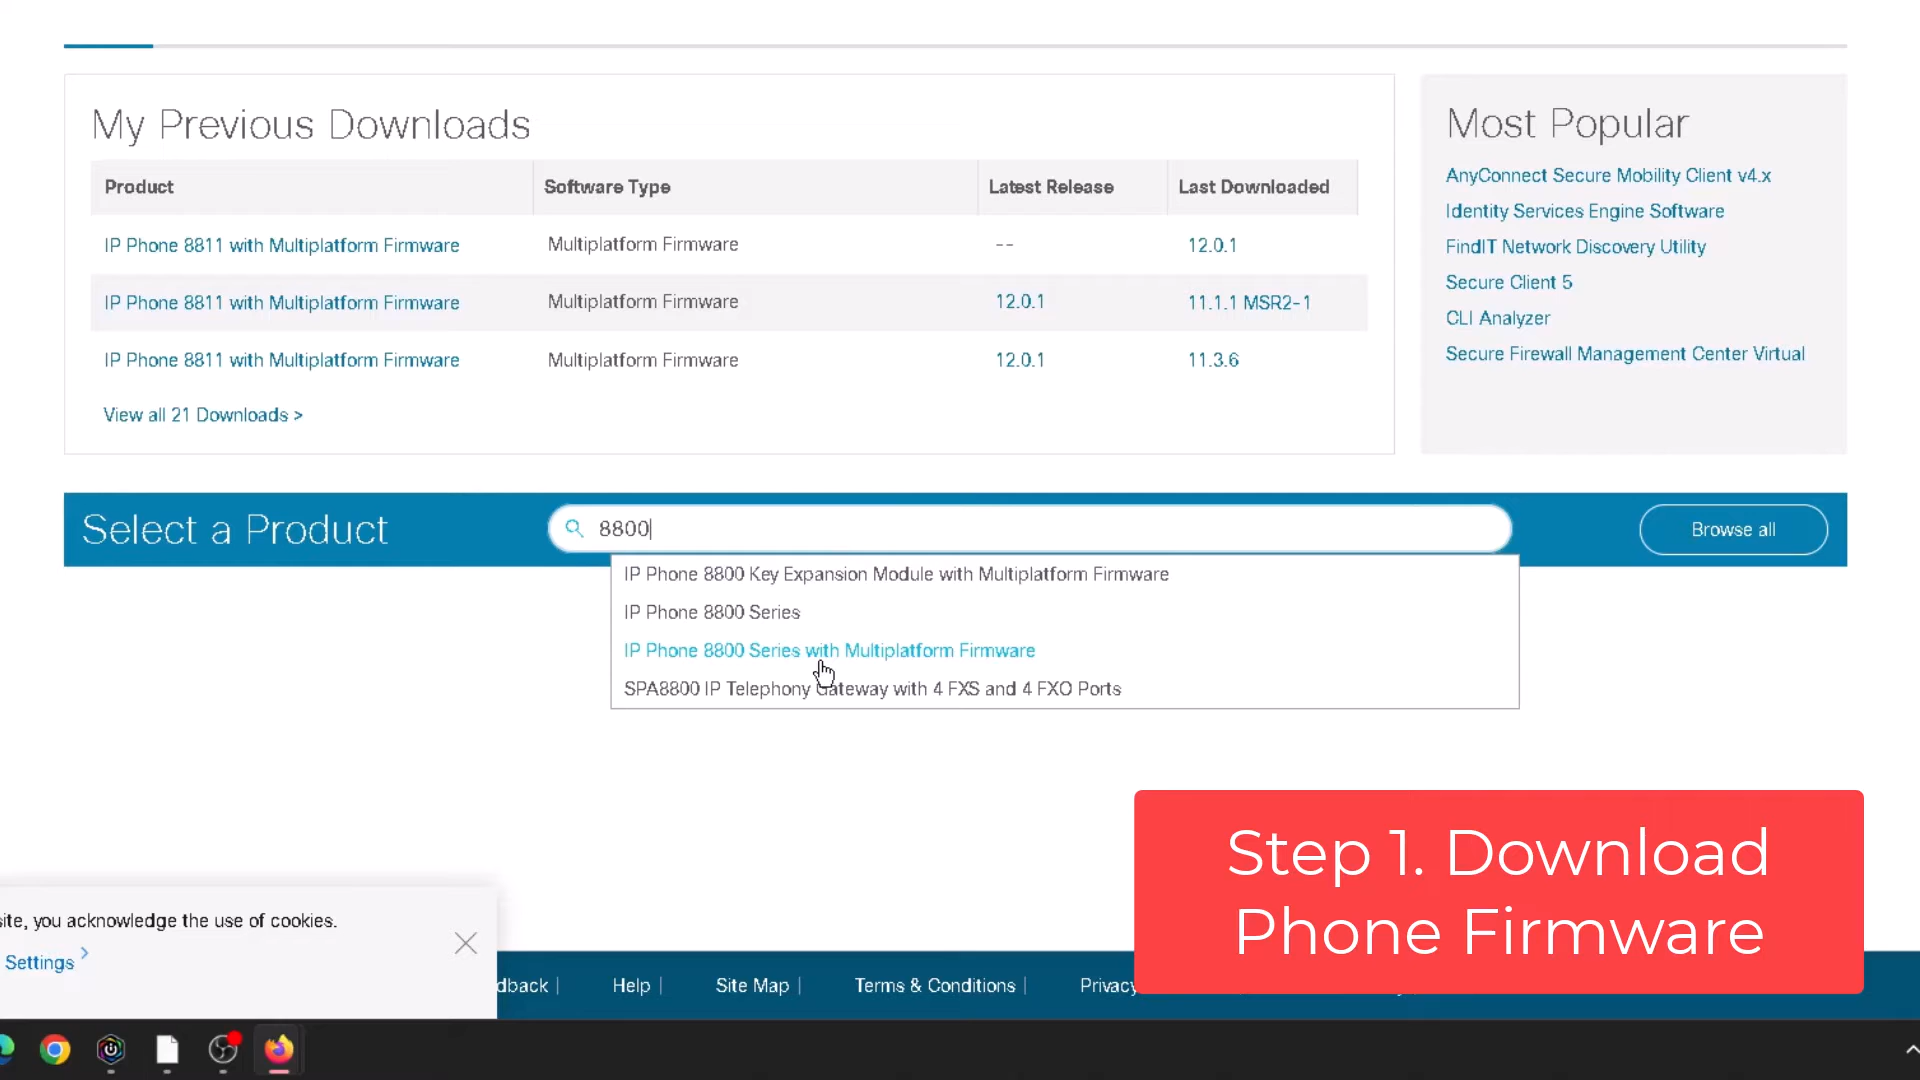 My Previous Downloads
Product Software Type Latest Release Last Downloaded
IP Phone 8811 with Multiplatform Firmware Multiplatform Firmware -- 12.0.1
IP Phone 8811 with Multiplatform Firmware Multiplatform Firmware 12.0.1 11.1.1 MSR2-1
IP Phone 8811 with Multiplatform Firmware Multiplatform Firmware 12.0.1 11.3.6
View all 21 Downloads >
Most Popular
AnyConnect Secure Mobility Client v4.x
Identity Services Engine Software
FindIT Network Discovery Utility
Secure Client 5
CLI Analyzer
Secure Firewall Management Center Virtual
Select a Product 8800 Browse all
IP Phone 8800 Key Expansion Module with Multiplatform Firmware
IP Phone 8800 Series
IP Phone 8800 Series with Multiplatform Firmware
SPA8800 IP Telephony Gateway with 4 FXS and 4 FXO Ports
Step 1. Download
Phone Firmware
site, you acknowledge the use of cookies.
Settings >
dback | Help | Site Map | Terms & Conditions | Privacy